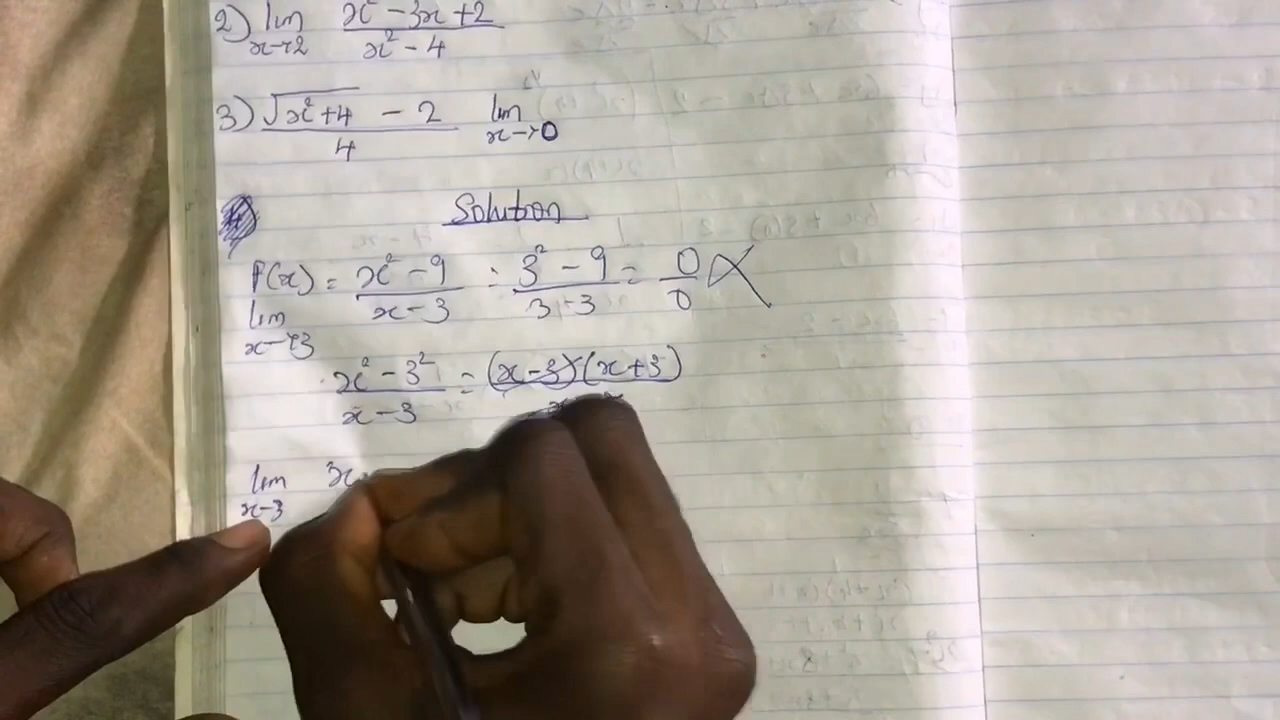 2) lim x² - 3x + 2
x→2 x² - 4
3) √x²+4 - 2 lim
4 x→0
Solution
P(x) = x² - 9 = 3² - 9 = 0
lim x - 3 3 - 3 0
x→3
x² - 3² = (x-3)(x+3)
x - 3
lim x
x-3